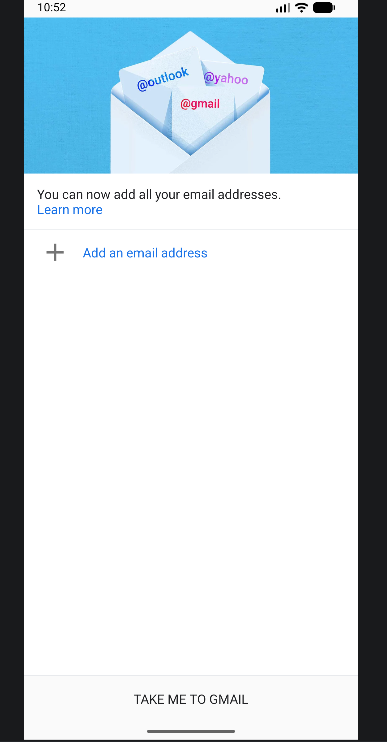 10:52
@outlook
@yahoo
@gmail
You can now add all your email addresses.
Learn more
Add an email address
TAKE ME TO GMAIL